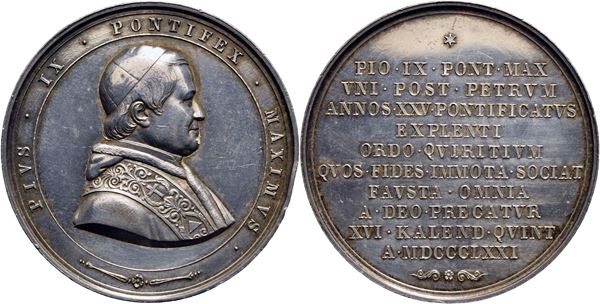 PIVS · IX · PONTIFEX · MAXIMVS ·
PIO · IX · PONT · MAX
VNI · POST · PETRVM
ANNOS · XXV · PONTIFICATVS
EXPLENTI
ORDO · QVIRITIVM
QVOS · FIDES · IMMOTA · SOCIAT
FAVSTA · OMNIA
A · DEO · PRECATVR
XVI · KALEND · QVINT
A · MDCCCLXXI